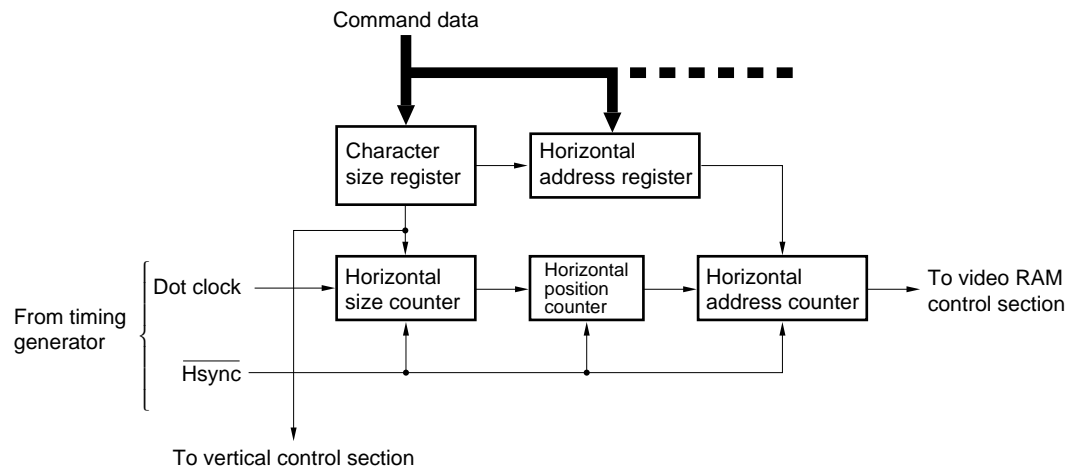 Command data
Character
size register
Horizontal
address register
Dot clock
Horizontal
size counter
Horizontal
position
counter
Horizontal
address counter
To video RAM
control section
From timing
generator
Hsync
To vertical control section